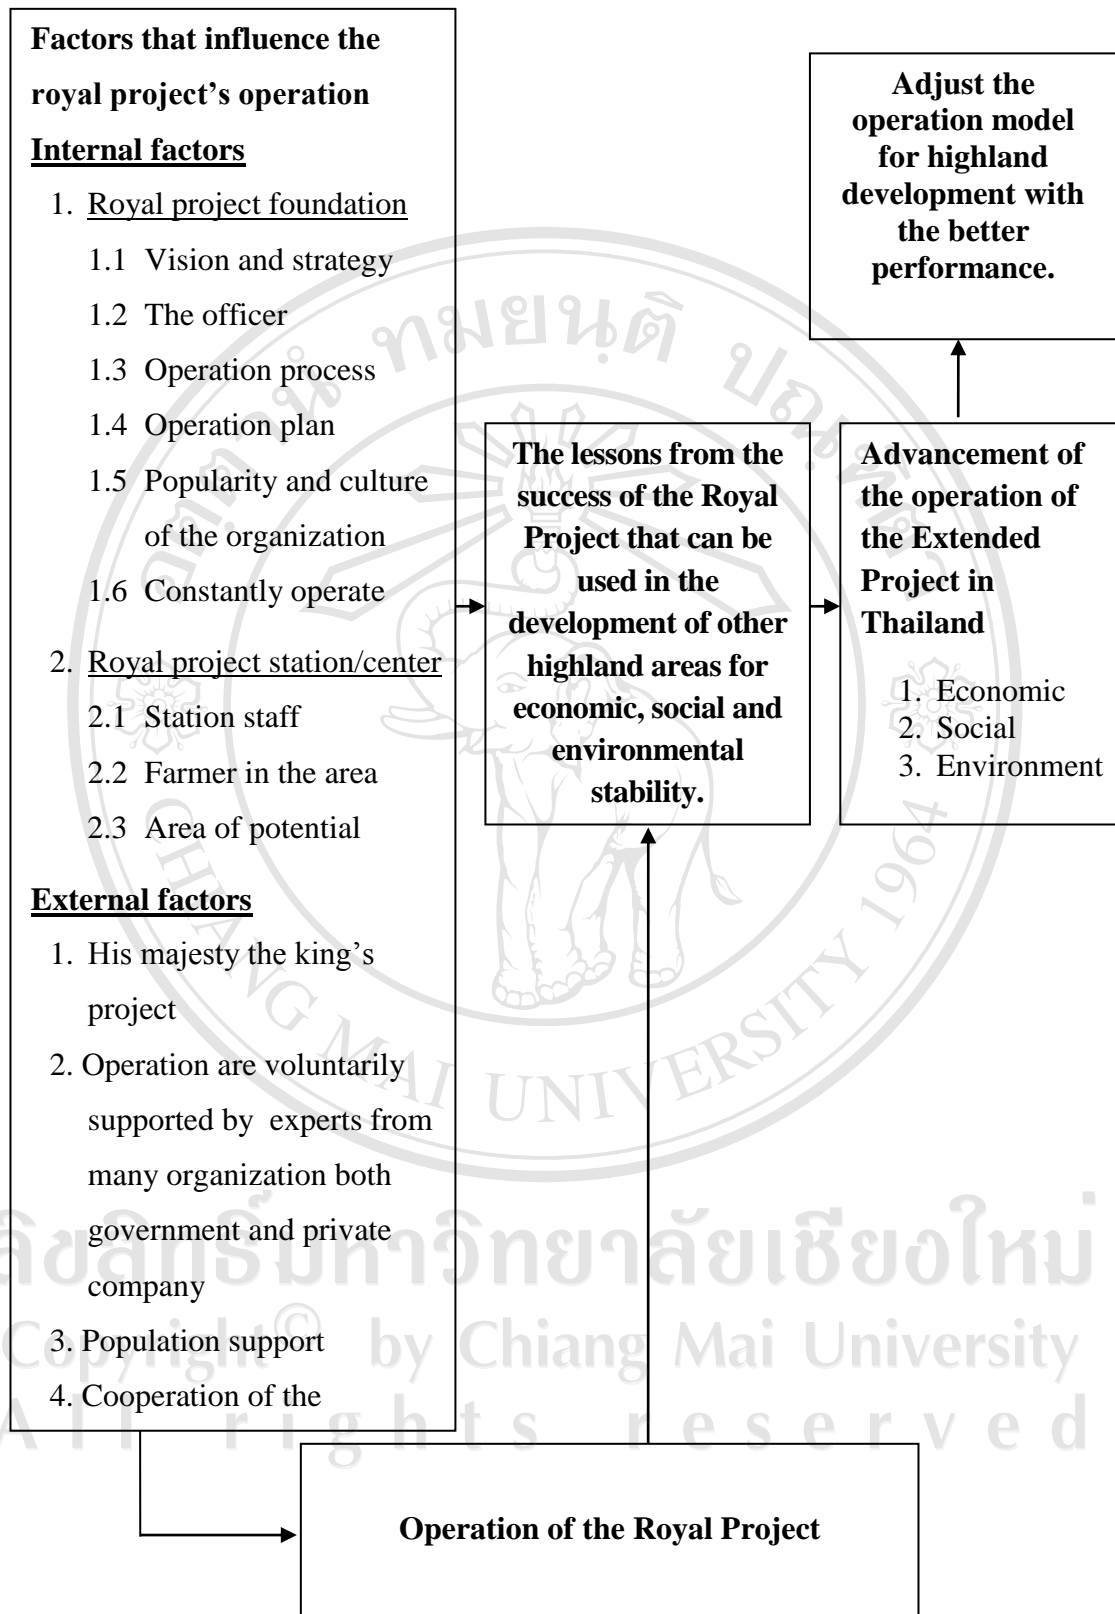 Factors that influence the
royal project’s operation
Internal factors
1. Royal project foundation
1.1 Vision and strategy
1.2 The officer
1.3 Operation process
1.4 Operation plan
1.5 Popularity and culture
of the organization
1.6 Constantly operate
2. Royal project station/center
2.1 Station staff
2.2 Farmer in the area
2.3 Area of potential
External factors
1. His majesty the king’s
project
2. Operation are voluntarily
supported by experts from
many organization both
government and private
company
3. Population support
4. Cooperation of the
Operation of the Royal Project
The lessons from the
success of the Royal
Project that can be
used in the
development of other
highland areas for
economic, social and
environmental
stability.
Advancement of
the operation of
the Extended
Project in
Thailand
1. Economic
2. Social
3. Environment
Adjust the
operation model
for highland
development with
the better
performance.
CHIANG MAI UNIVERSITY 1964
ลิขสิทธิ์มหาวิทยาลัยเชียงใหม่
Copyright© by Chiang Mai University
All rights reserved